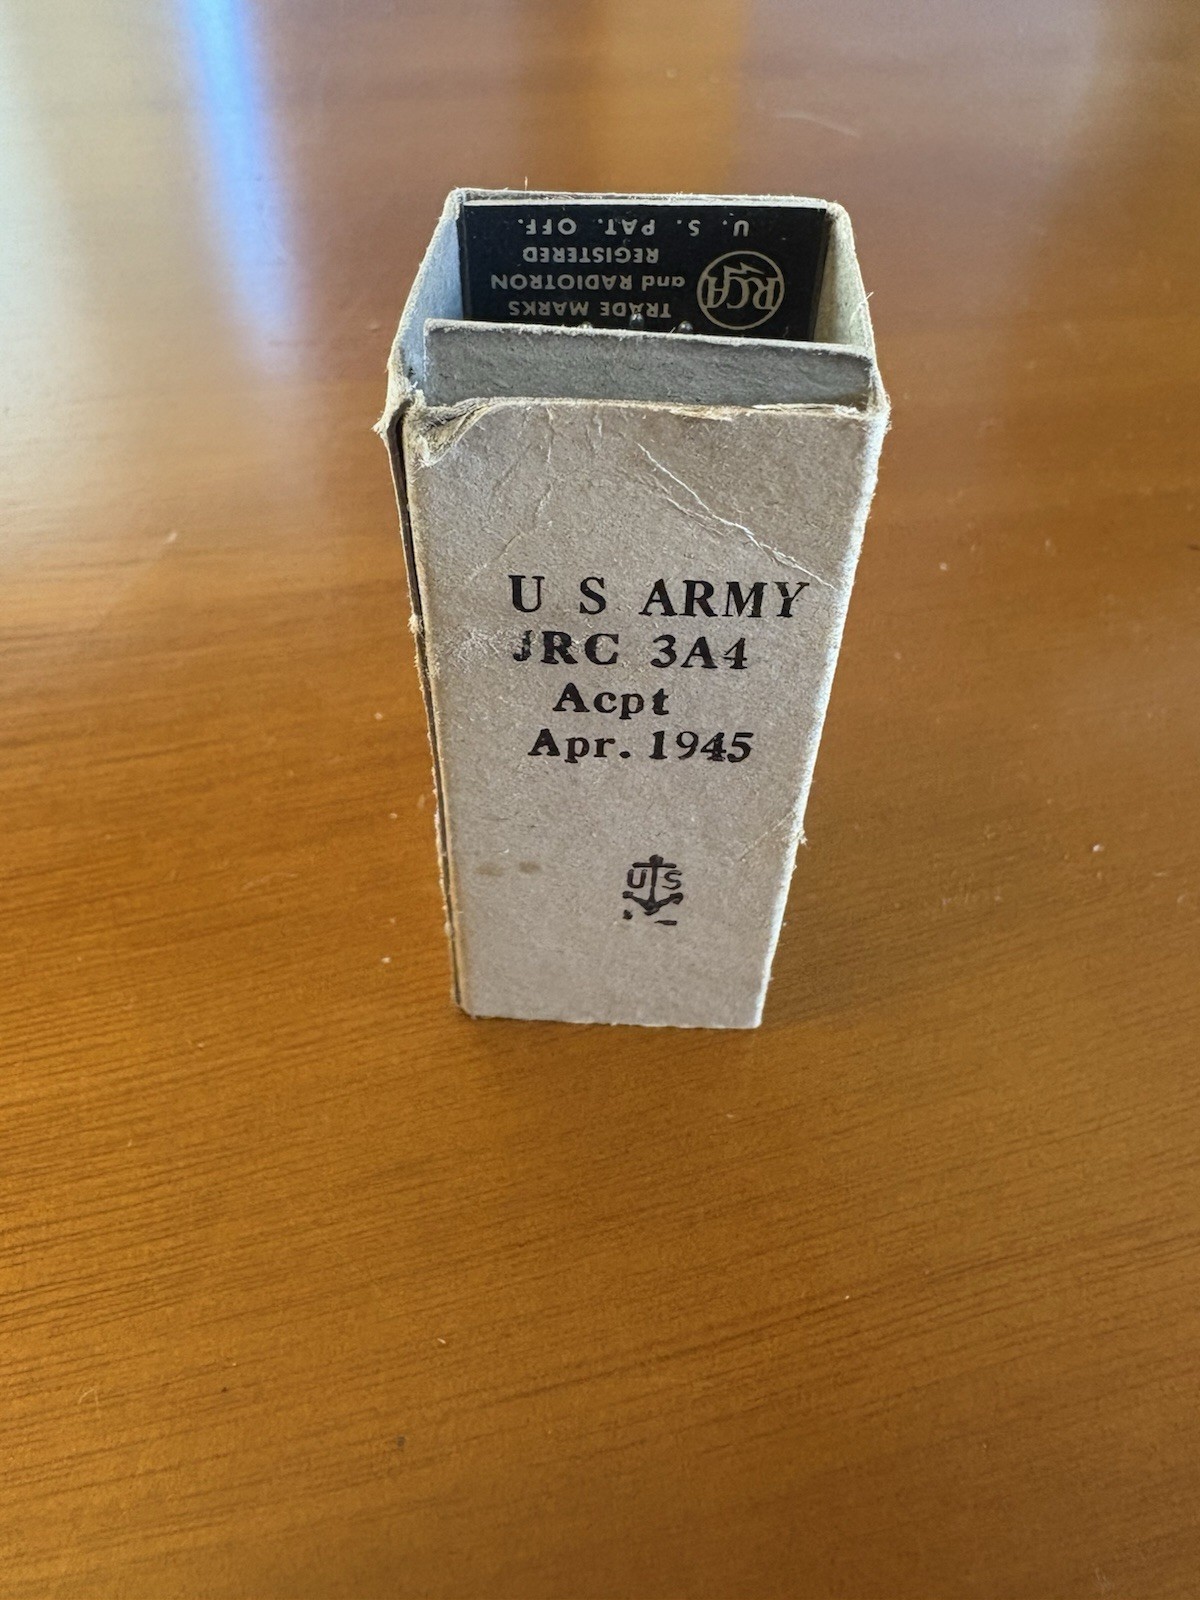 U. S. PAT. OFF.
REGISTERED
and RADIOTRON
TRADE MARKS
RCA
U S ARMY
JRC 3A4
Acpt
Apr. 1945
U S